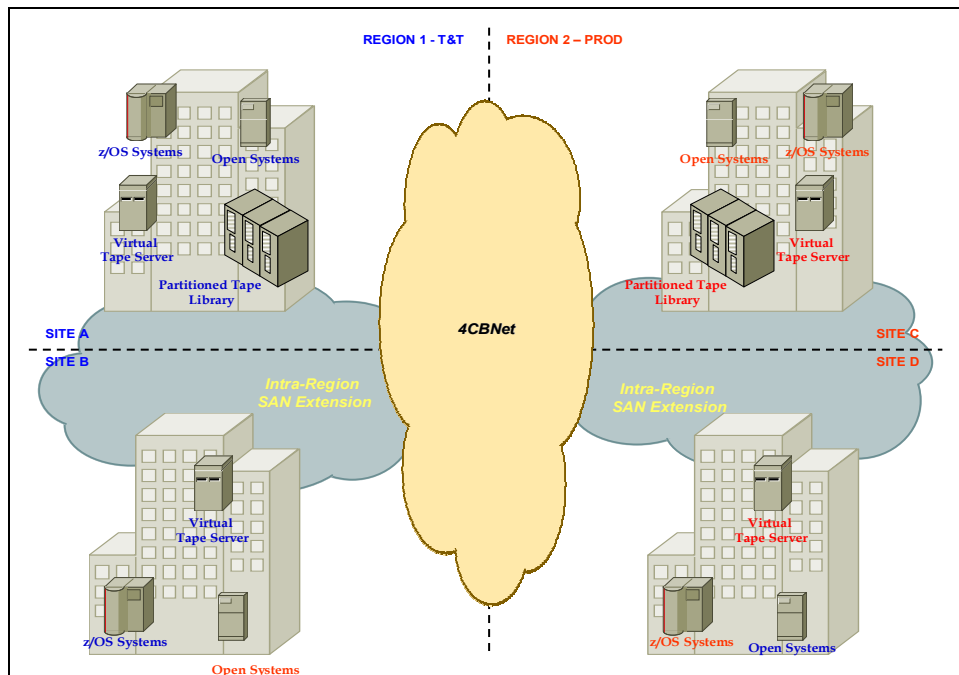 REGION 1 - T&T
REGION 2 – PROD
z/OS Systems
Open Systems
Virtual
Tape Server
Partitioned Tape
Library
Open Systems
z/OS Systems
Virtual
Tape Server
Partitioned Tape
Library
4CBNet
SITE A
SITE B
SITE C
SITE D
Intra-Region
SAN Extension
Intra-Region
SAN Extension
Virtual
Tape Server
z/OS Systems
Open Systems
Virtual
Tape Server
z/OS Systems
Open Systems